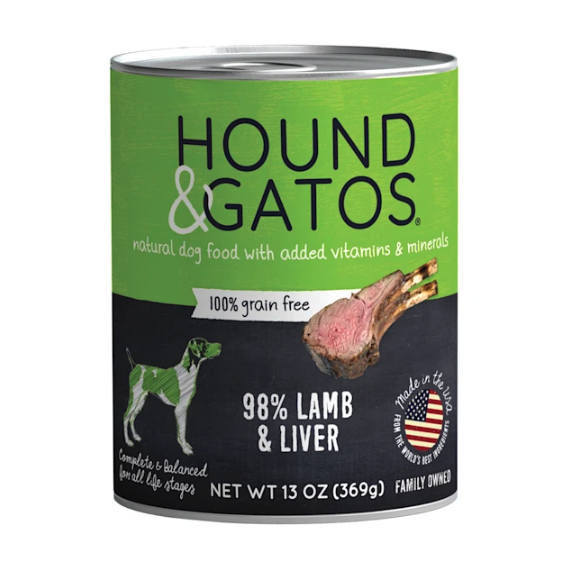 HOUND
&GATOS®
natural dog food with added vitamins & minerals
100% grain free
98% LAMB
& LIVER
Made in the USA
FROM THE WORLD'S BEST INGREDIENTS
Complete & Balanced
for all life stages
NET WT 13 OZ (369g)
FAMILY OWNED